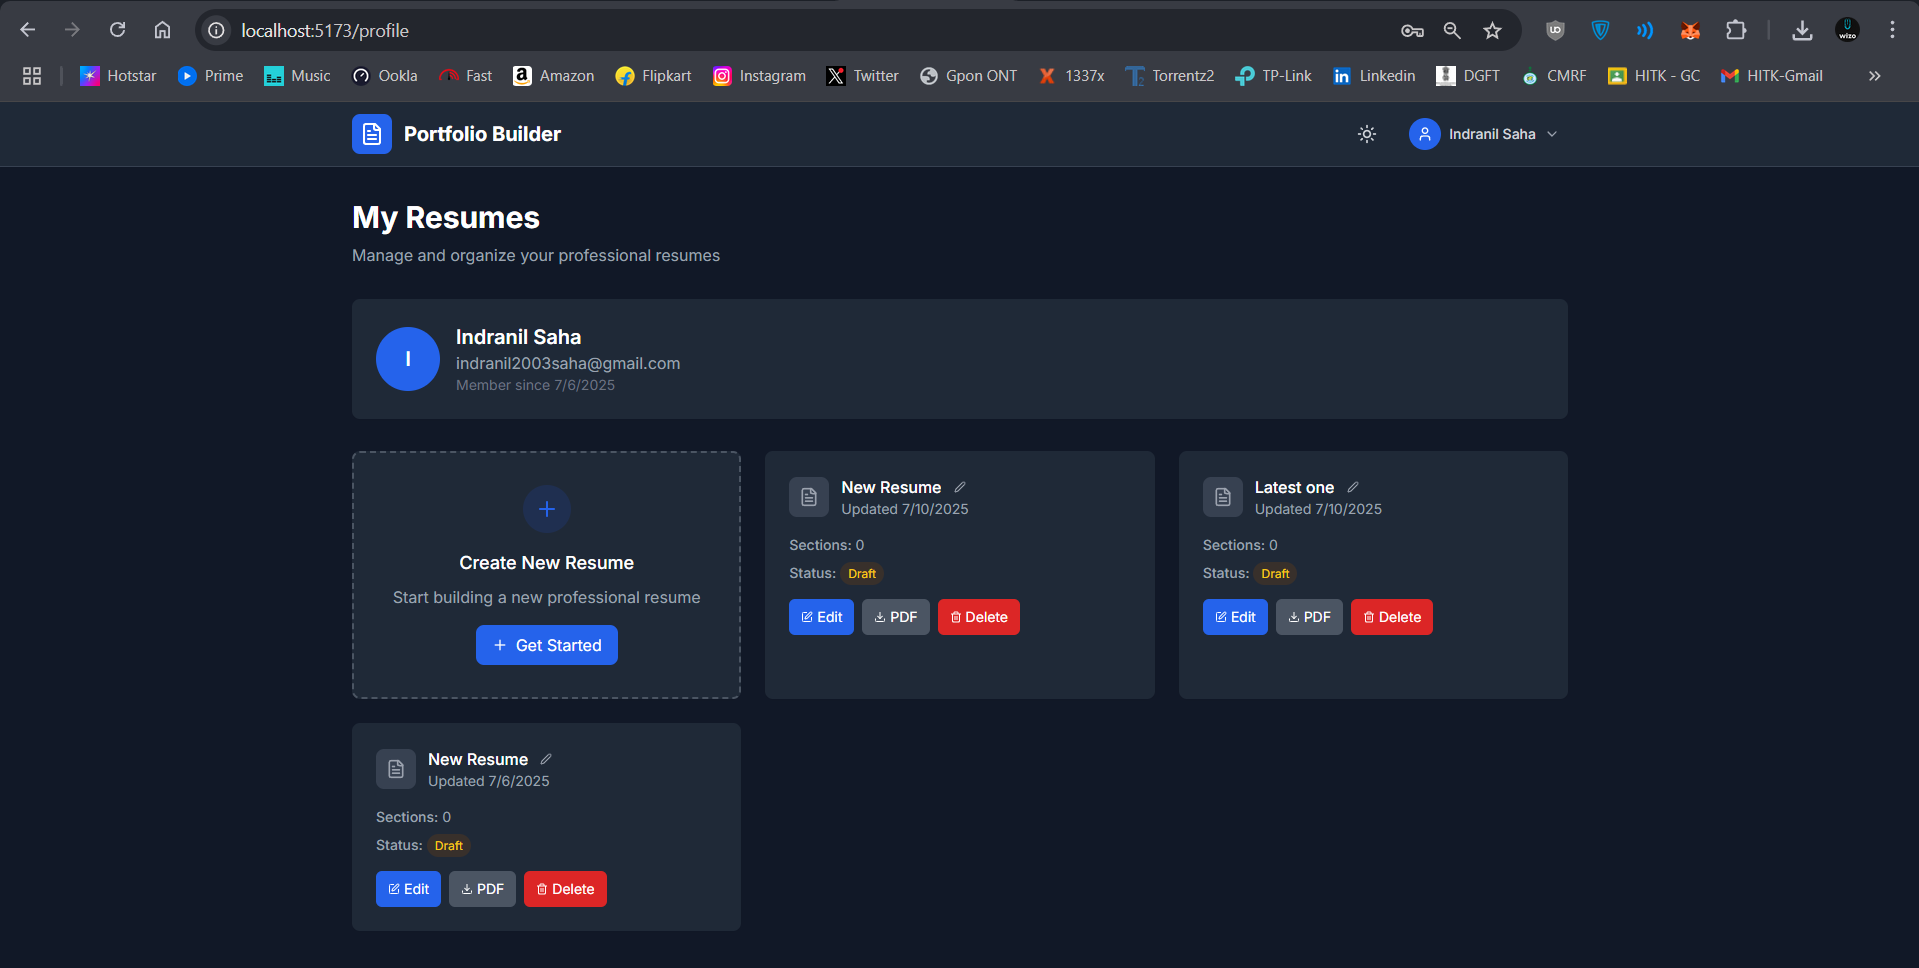 localhost:5173/profile
Hotstar Prime Music Ookla Fast Amazon Flipkart Instagram Twitter Gpon ONT 1337x Torrentz2 TP-Link Linkedin DGFT CMRF HITK - GC HITK-Gmail
Portfolio Builder
Indranil Saha
My Resumes
Manage and organize your professional resumes
I
Indranil Saha
indranil2003saha@gmail.com
Member since 7/6/2025
Create New Resume
Start building a new professional resume
Get Started
New Resume
Updated 7/10/2025
Sections: 0
Status: Draft
Edit PDF Delete
Latest one
Updated 7/10/2025
Sections: 0
Status: Draft
Edit PDF Delete
New Resume
Updated 7/6/2025
Sections: 0
Status: Draft
Edit PDF Delete